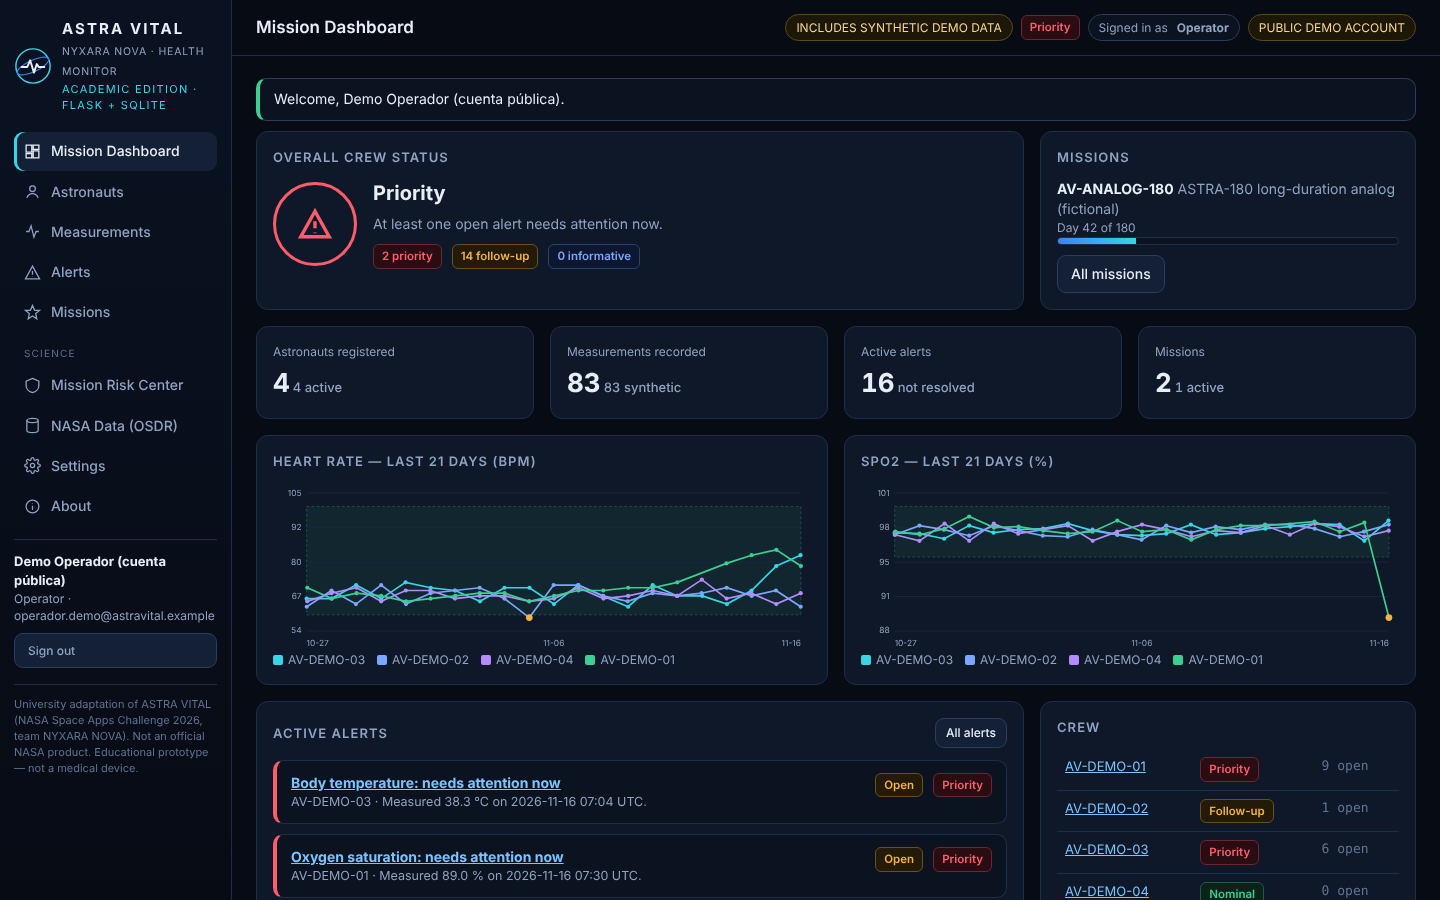 ASTRA VITAL
NYXARA NOVA · HEALTH
MONITOR
ACADEMIC EDITION ·
FLASK + SQLITE
Mission Dashboard
Astronauts
Measurements
Alerts
Missions
SCIENCE
Mission Risk Center
NASA Data (OSDR)
Settings
About
Demo Operador (cuenta
pública)
Operator ·
operador.demo@astravital.example
Sign out
University adaptation of ASTRA VITAL
(NASA Space Apps Challenge 2026,
team NYXARA NOVA). Not an official
NASA product. Educational prototype
— not a medical device.
Mission Dashboard
INCLUDES SYNTHETIC DEMO DATA
Priority
Signed in as Operator
PUBLIC DEMO ACCOUNT
Welcome, Demo Operador (cuenta pública).
OVERALL CREW STATUS
Priority
At least one open alert needs attention now.
2 priority
14 follow-up
0 informative
MISSIONS
AV-ANALOG-180 ASTRA-180 long-duration analog
(fictional)
Day 42 of 180
All missions
Astronauts registered
4 4 active
Measurements recorded
83 83 synthetic
Active alerts
16 not resolved
Missions
2 1 active
HEART RATE — LAST 21 DAYS (BPM)
105
92
80
67
54
10-27
11-06
11-16
AV-DEMO-03
AV-DEMO-02
AV-DEMO-04
AV-DEMO-01
SPO2 — LAST 21 DAYS (%)
101
98
95
91
88
10-27
11-06
11-16
AV-DEMO-03
AV-DEMO-02
AV-DEMO-04
AV-DEMO-01
ACTIVE ALERTS
All alerts
Body temperature: needs attention now
AV-DEMO-03 · Measured 38.3 °C on 2026-11-16 07:04 UTC.
Open
Priority
Oxygen saturation: needs attention now
AV-DEMO-01 · Measured 89.0 % on 2026-11-16 07:30 UTC.
Open
Priority
CREW
AV-DEMO-01 Priority 9 open
AV-DEMO-02 Follow-up 1 open
AV-DEMO-03 Priority 6 open
AV-DEMO-04 Nominal 0 open